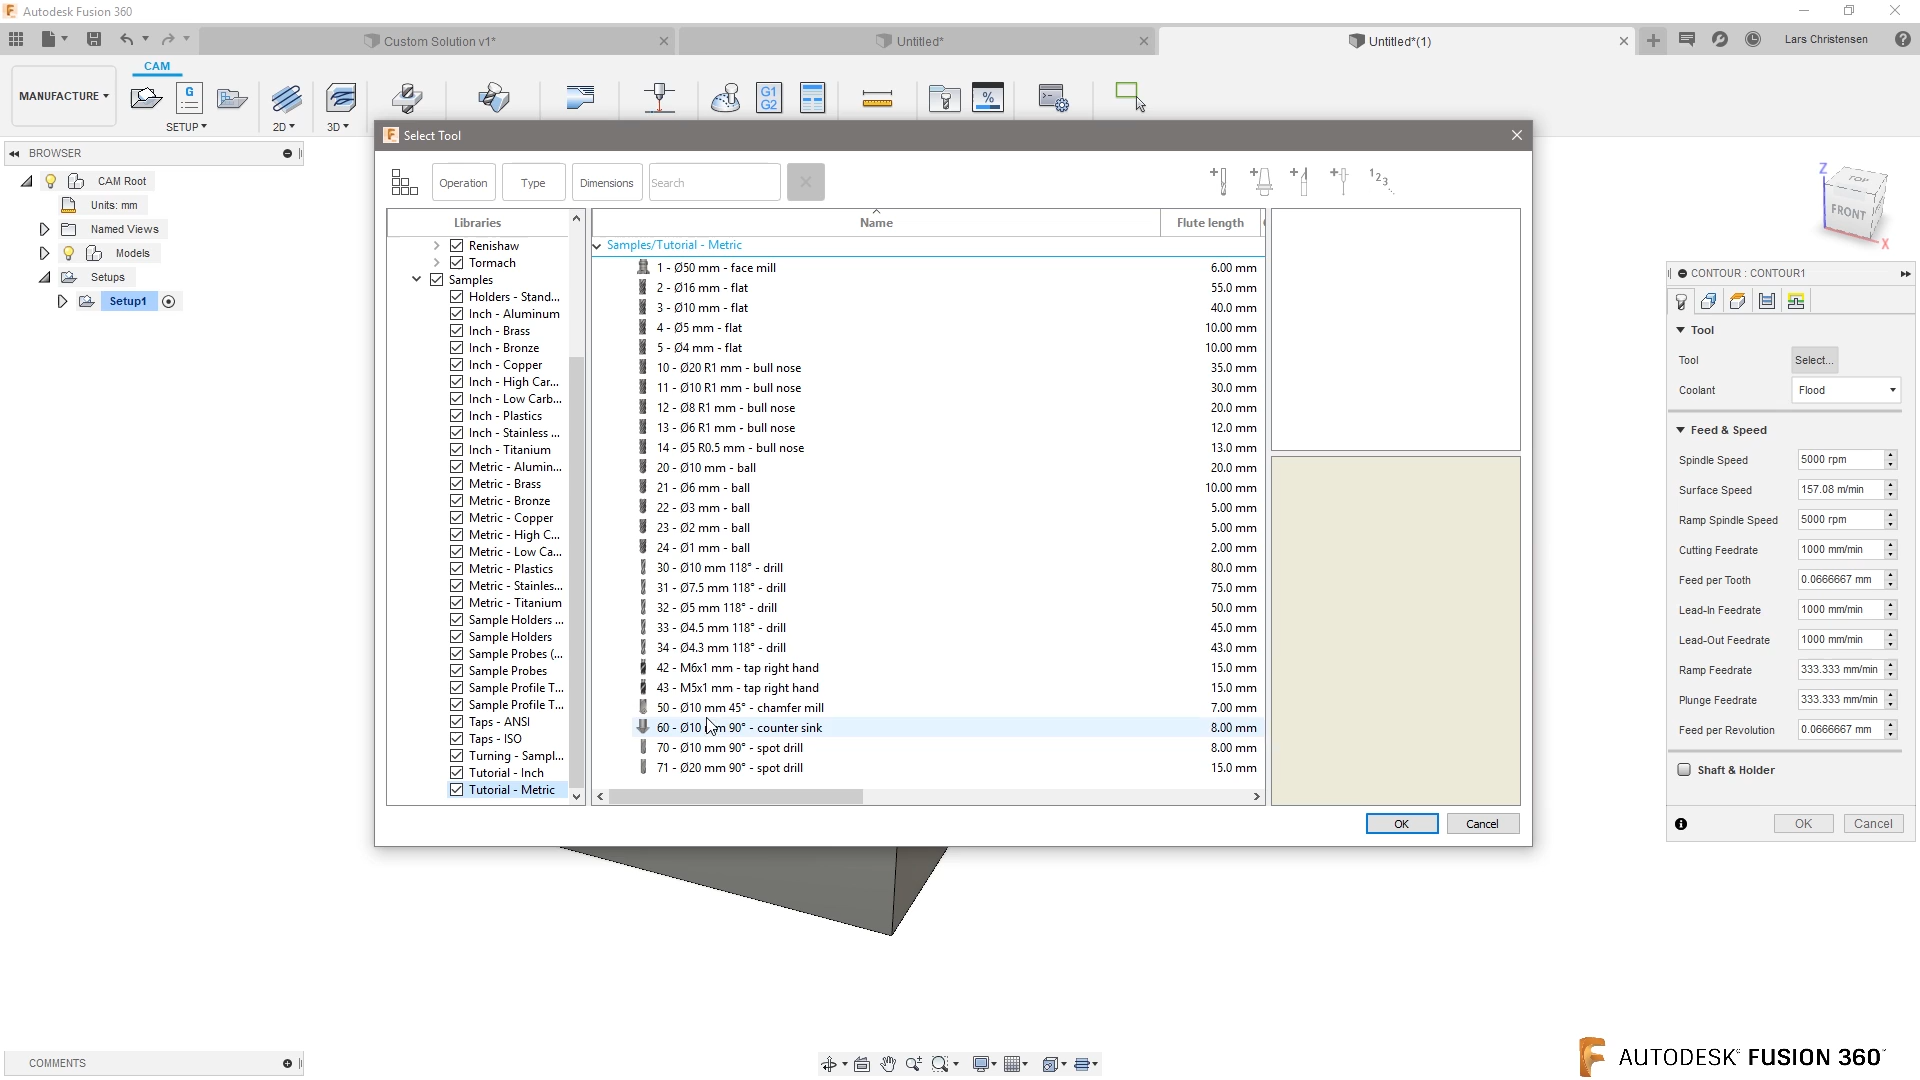 Autodesk Fusion 360
Custom Solution v1*
Untitled*
Untitled*(1)
Lars Christensen
CAM
MANUFACTURE
SETUP
2D
3D
G1
G2
%
BROWSER
CAM Root
Units: mm
Named Views
Models
Setups
Setup1
Select Tool
Operation
Type
Dimensions
Search
Libraries
Renishaw
Tormach
Samples
Holders - Stand...
Inch - Aluminum
Inch - Brass
Inch - Bronze
Inch - Copper
Inch - High Car...
Inch - Low Carb...
Inch - Plastics
Inch - Stainless ...
Inch - Titanium
Metric - Alumin...
Metric - Brass
Metric - Bronze
Metric - Copper
Metric - High C...
Metric - Low Ca...
Metric - Plastics
Metric - Stainles...
Metric - Titanium
Sample Holders ...
Sample Holders
Sample Probes (...
Sample Probes
Sample Profile T...
Sample Profile T...
Taps - ANSI
Taps - ISO
Turning - Sampl...
Tutorial - Inch
Tutorial - Metric
Name Flute length
Samples/Tutorial - Metric
1 - Ø50 mm - face mill 6.00 mm
2 - Ø16 mm - flat 55.0 mm
3 - Ø10 mm - flat 40.0 mm
4 - Ø5 mm - flat 10.00 mm
5 - Ø4 mm - flat 10.00 mm
10 - Ø20 R1 mm - bull nose 35.0 mm
11 - Ø10 R1 mm - bull nose 30.0 mm
12 - Ø8 R1 mm - bull nose 20.0 mm
13 - Ø6 R1 mm - bull nose 12.0 mm
14 - Ø5 R0.5 mm - bull nose 13.0 mm
20 - Ø10 mm - ball 20.0 mm
21 - Ø6 mm - ball 10.00 mm
22 - Ø3 mm - ball 5.00 mm
23 - Ø2 mm - ball 5.00 mm
24 - Ø1 mm - ball 2.00 mm
30 - Ø10 mm 118° - drill 80.0 mm
31 - Ø7.5 mm 118° - drill 75.0 mm
32 - Ø5 mm 118° - drill 50.0 mm
33 - Ø4.5 mm 118° - drill 45.0 mm
34 - Ø4.3 mm 118° - drill 43.0 mm
42 - M6x1 mm - tap right hand 15.0 mm
43 - M5x1 mm - tap right hand 15.0 mm
50 - Ø10 mm 45° - chamfer mill 7.00 mm
60 - Ø10 mm 90° - counter sink 8.00 mm
70 - Ø10 mm 90° - spot drill 8.00 mm
71 - Ø20 mm 90° - spot drill 15.0 mm
OK
Cancel
Z
TOP
FRONT
X
CONTOUR : CONTOUR1
Tool
Tool Select...
Coolant Flood
Feed & Speed
Spindle Speed 5000 rpm
Surface Speed 157.08 m/min
Ramp Spindle Speed 5000 rpm
Cutting Feedrate 1000 mm/min
Feed per Tooth 0.0666667 mm
Lead-In Feedrate 1000 mm/min
Lead-Out Feedrate 1000 mm/min
Ramp Feedrate 333.333 mm/min
Plunge Feedrate 333.333 mm/min
Feed per Revolution 0.0666667 mm
Shaft & Holder
OK
Cancel
COMMENTS
AUTODESK® FUSION 360™